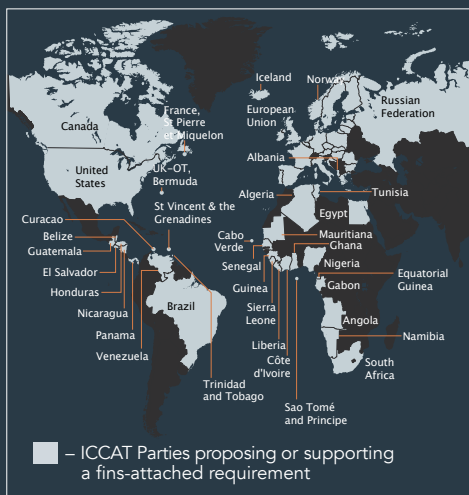 Iceland
Norway
Russian
Federation
European
Union
Canada
France,
St Pierre
et Miquelon
Albania
United
States
UK-OT,
Bermuda
Algeria
Tunisia
Curacao
St Vincent & the
Grenadines
Egypt
Belize
Cabo
Verde
Mauritiana
Ghana
Guatemala
Senegal
Nigeria
El Salvador
Guinea
Gabon
Equatorial
Guinea
Honduras
Sierra
Leone
Nicaragua
Brazil
Angola
Panama
Liberia
Namibia
Venezuela
Côte
d'Ivoire
South
Africa
Trinidad
and Tobago
Sao Tomé
and Principe
– ICCAT Parties proposing or supporting
a fins-attached requirement